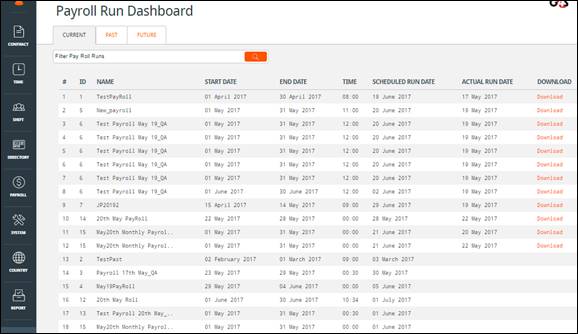 Payroll Run Dashboard
CURRENT PAST FUTURE
Filter Pay Roll Runs
CONTRACT
TIME
SHIFT
DIRECTORY
PAYROLL
SYSTEM
COUNTRY
REPORT
# ID NAME START DATE END DATE TIME SCHEDULED RUN DATE ACTUAL RUN DATE DOWNLOAD
1 1 TestPayRoll 01 April 2017 30 April 2017 08:00 19 June 2017 17 May 2017 Download
2 5 New_payroll 01 May 2017 31 May 2017 11:00 20 June 2017 19 May 2017 Download
3 6 Test Payroll May 19_QA 01 May 2017 31 May 2017 12:00 20 June 2017 19 May 2017 Download
4 6 Test Payroll May 19_QA 01 May 2017 31 May 2017 12:00 20 June 2017 19 May 2017 Download
5 6 Test Payroll May 19_QA 01 May 2017 31 May 2017 12:00 20 June 2017 19 May 2017 Download
6 6 Test Payroll May 19_QA 01 May 2017 31 May 2017 12:00 20 June 2017 19 May 2017 Download
7 6 Test Payroll May 19_QA 01 May 2017 31 May 2017 12:00 20 June 2017 19 May 2017 Download
8 6 Test Payroll May 19_QA 01 June 2017 30 June 2017 12:00 02 June 2017 19 May 2017 Download
9 7 JP20192 15 April 2017 14 May 2017 09:00 29 June 2017 19 May 2017 Download
10 14 20th May PayRoll 22 May 2017 28 May 2017 00:00 28 May 2017 22 May 2017 Download
11 15 May20th Monthly Payrol.. 01 May 2017 31 May 2017 00:00 21 June 2017 20 May 2017 Download
12 15 May20th Monthly Payrol.. 01 May 2017 31 May 2017 00:00 21 June 2017 22 May 2017 Download
13 2 TestPast 02 February 2017 01 March 2017 09:00 03 March 2017
14 3 Payroll 17th May_QA 23 May 2017 29 May 2017 00:30 30 May 2017
15 4 May19PayRoll 29 May 2017 04 June 2017 00:00 05 June 2017
16 12 20th May Roll 01 June 2017 30 June 2017 10:34 01 July 2017
17 13 Test Payroll 20th May_.. 01 May 2017 31 May 2017 00:30 01 June 2017
18 15 May20th Monthly Payrol.. 01 May 2017 31 May 2017 00:00 01 June 2017